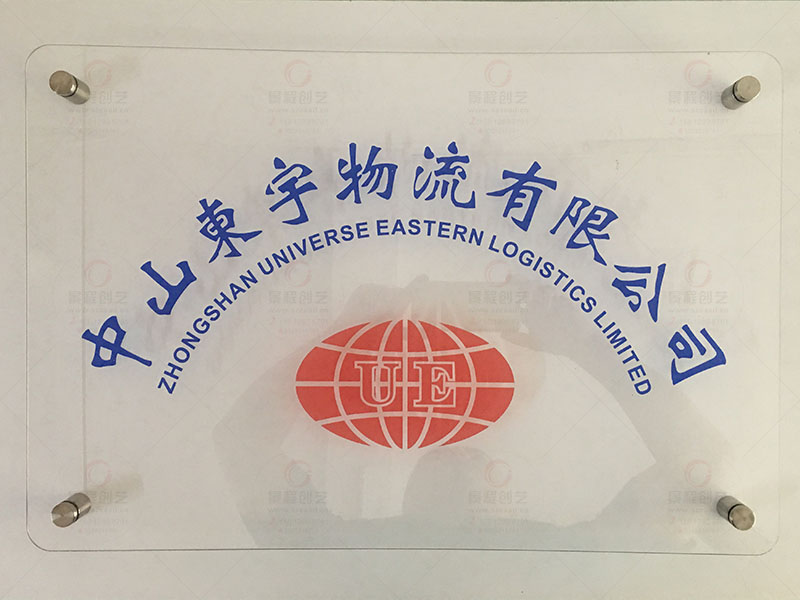 中山東宇物流有限公司
ZHONGSHAN UNIVERSE EASTERN LOGISTICS LIMITED
UE